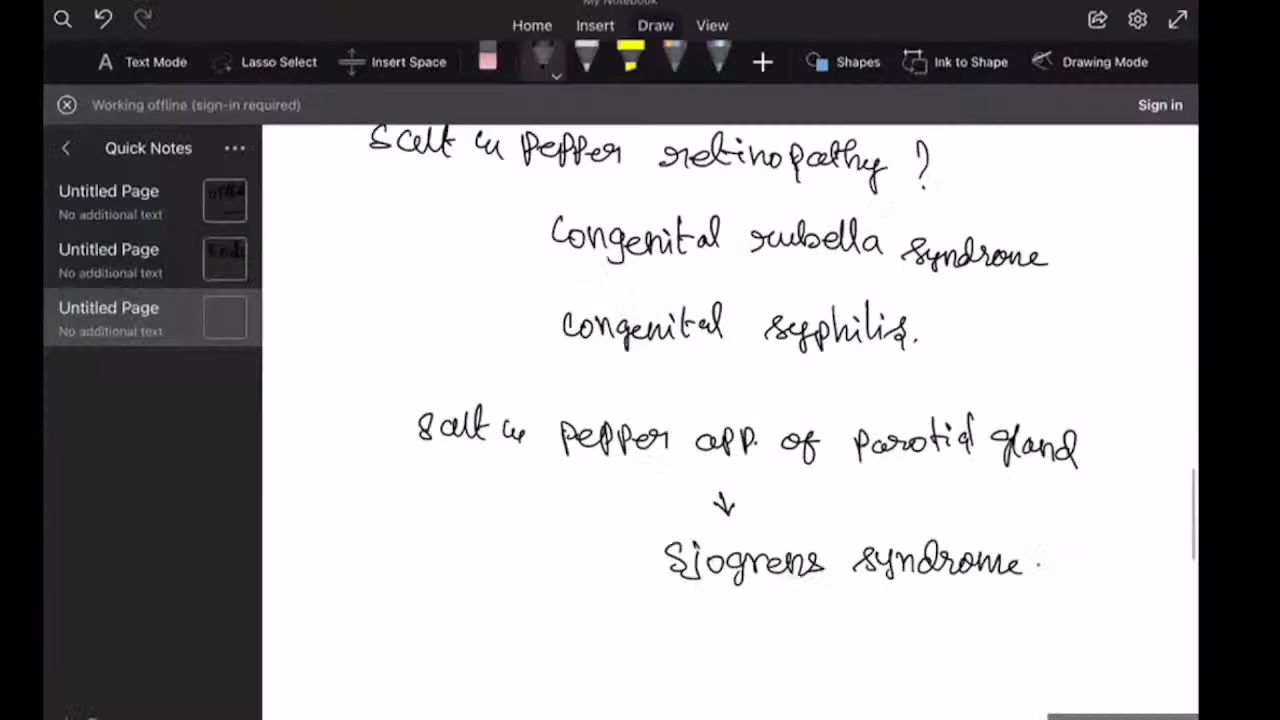 My Notebook
Home Insert Draw View
Text Mode Lasso Select Insert Space Shapes Ink to Shape Drawing Mode
Working offline (sign-in required) Sign in
Quick Notes
Untitled Page
No additional text
Untitled Page
No additional text
Untitled Page
No additional text
Salt n pepper retinopathy ?
Congenital rubella syndrome
Congenital syphilis.
Salt n pepper app. of parotid gland
↓
Sjogrens syndrome.